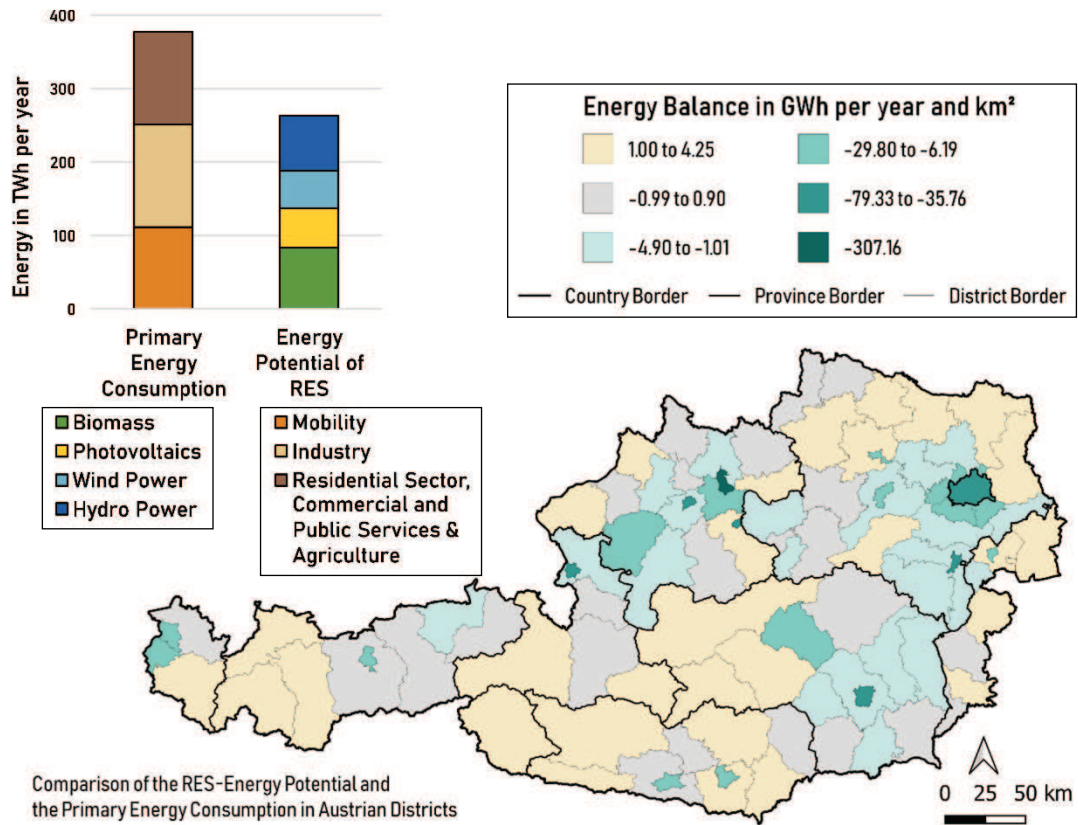 400
300
200
100
0
Energy in TWh per year
Primary
Energy
Consumption
Energy
Potential of
RES
Biomass
Photovoltaics
Wind Power
Hydro Power
Mobility
Industry
Residential Sector,
Commercial and
Public Services &
Agriculture
Energy Balance in GWh per year and km²
1.00 to 4.25
-29.80 to -6.19
-0.99 to 0.90
-79.33 to -35.76
-4.90 to -1.01
-307.16
Country Border
Province Border
District Border
Comparison of the RES-Energy Potential and
the Primary Energy Consumption in Austrian Districts
0 25 50 km